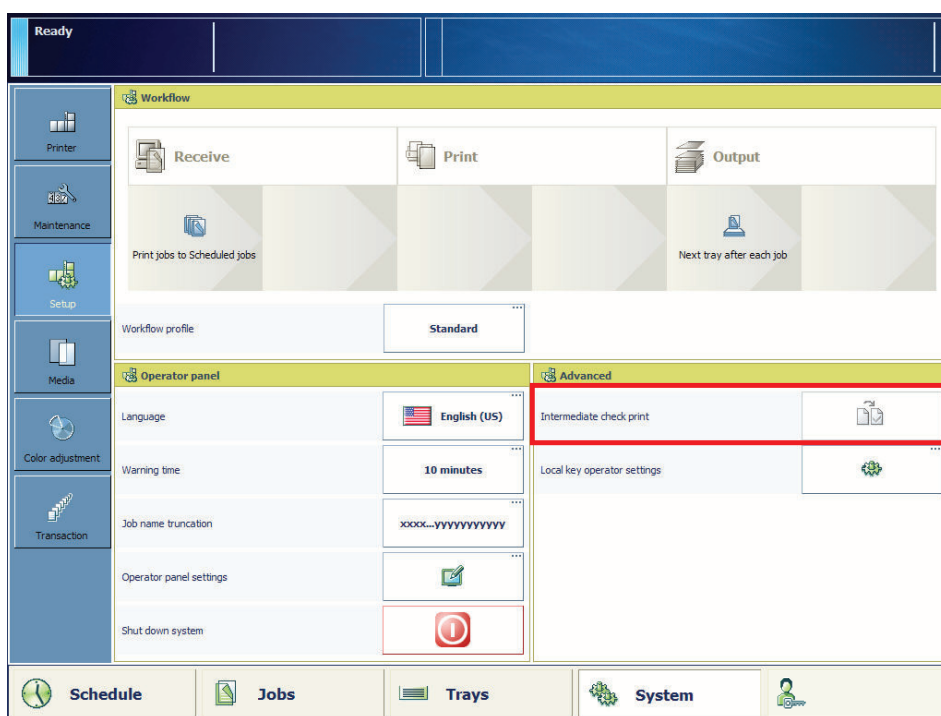 Ready
Workflow
Printer
Receive
Print
Output
Maintenance
Print jobs to Scheduled jobs
Next tray after each job
Setup
Workflow profile
Standard
Media
Operator panel
Advanced
Language
English (US)
Intermediate check print
Color adjustment
Warning time
10 minutes
Local key operator settings
Transaction
Job name truncation
xxxx...yyyyyyyyyyy
Operator panel settings
Shut down system
Schedule
Jobs
Trays
System